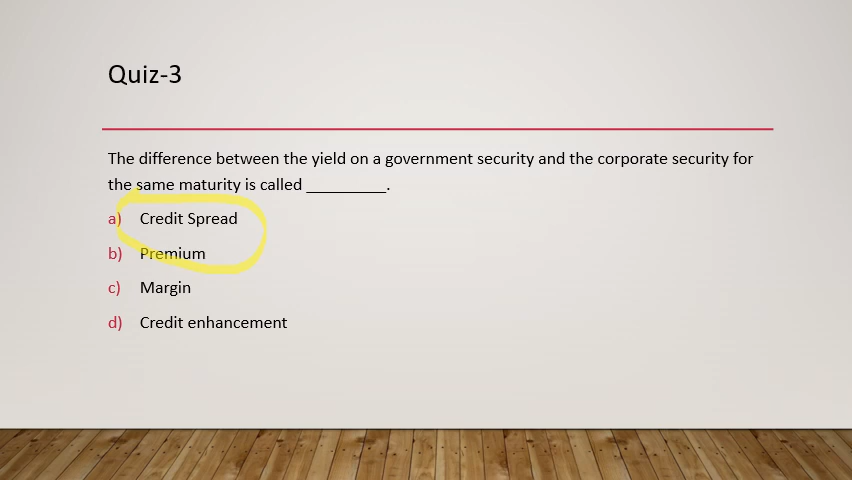 Quiz-3
The difference between the yield on a government security and the corporate security for
the same maturity is called _________.
a) Credit Spread
b) Premium
c) Margin
d) Credit enhancement